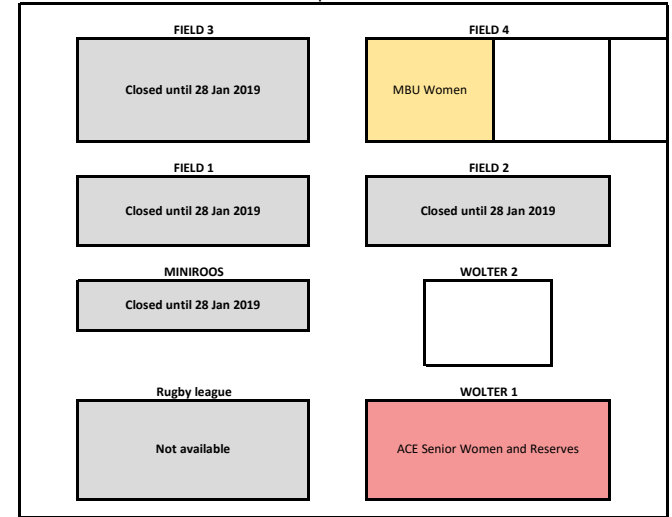 FIELD 3
FIELD 4
Closed until 28 Jan 2019
MBU Women
FIELD 1
FIELD 2
Closed until 28 Jan 2019
Closed until 28 Jan 2019
MINIROOS
WOLTER 2
Closed until 28 Jan 2019
Rugby league
WOLTER 1
Not available
ACE Senior Women and Reserves